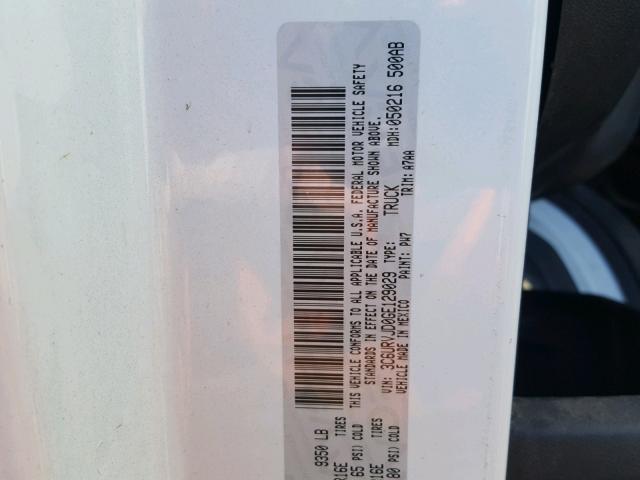 9350 LB
R16E TIRES
65 PSI) COLD
THIS VEHICLE CONFORMS TO ALL APPLICABLE U.S.A. FEDERAL MOTOR VEHICLE SAFETY
STANDARDS IN EFFECT ON THE DATE OF MANUFACTURE SHOWN ABOVE.
R16E TIRES
80 PSI) COLD
VIN: 3C6URVJD0GE129029 TYPE: TRUCK MDH:050216 500AB
VEHICLE MADE IN MEXICO PAINT: PW7 TRIM: A7AA